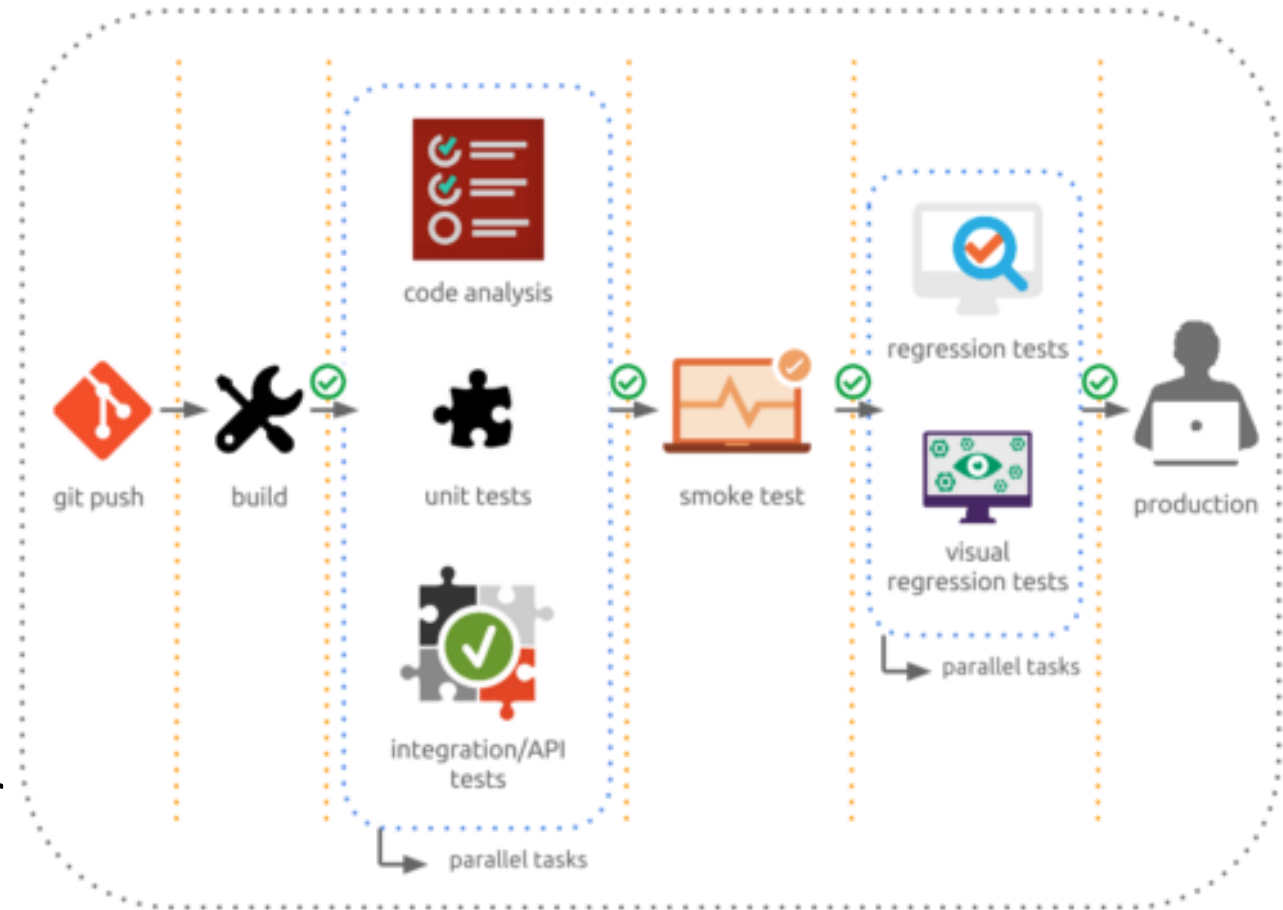 code analysis
regression tests
git push
build
unit tests
smoke test
production
visual
regression tests
parallel tasks
integration/API
tests
parallel tasks